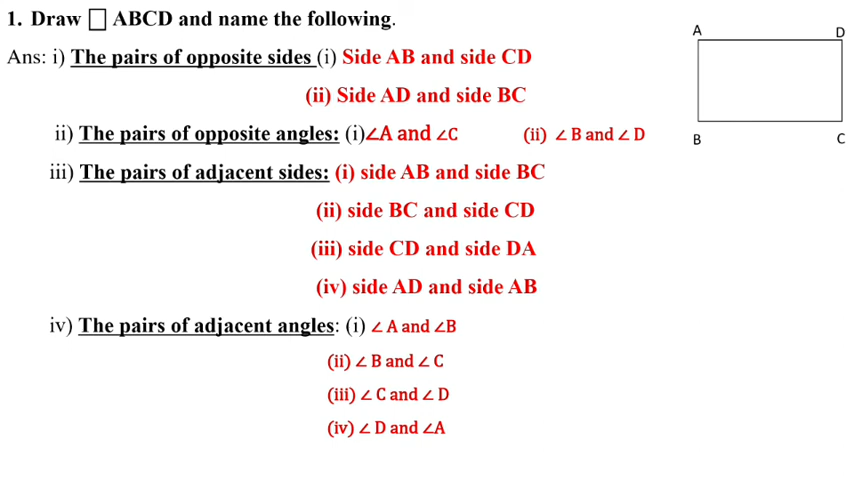 1. Draw □ ABCD and name the following.
Ans: i) The pairs of opposite sides (i) Side AB and side CD
(ii) Side AD and side BC
ii) The pairs of opposite angles: (i)∠A and ∠C (ii) ∠ B and ∠ D
iii) The pairs of adjacent sides: (i) side AB and side BC
(ii) side BC and side CD
(iii) side CD and side DA
(iv) side AD and side AB
iv) The pairs of adjacent angles: (i) ∠ A and ∠B
(ii) ∠ B and ∠ C
(iii) ∠ C and ∠ D
(iv) ∠ D and ∠A
A D
B C